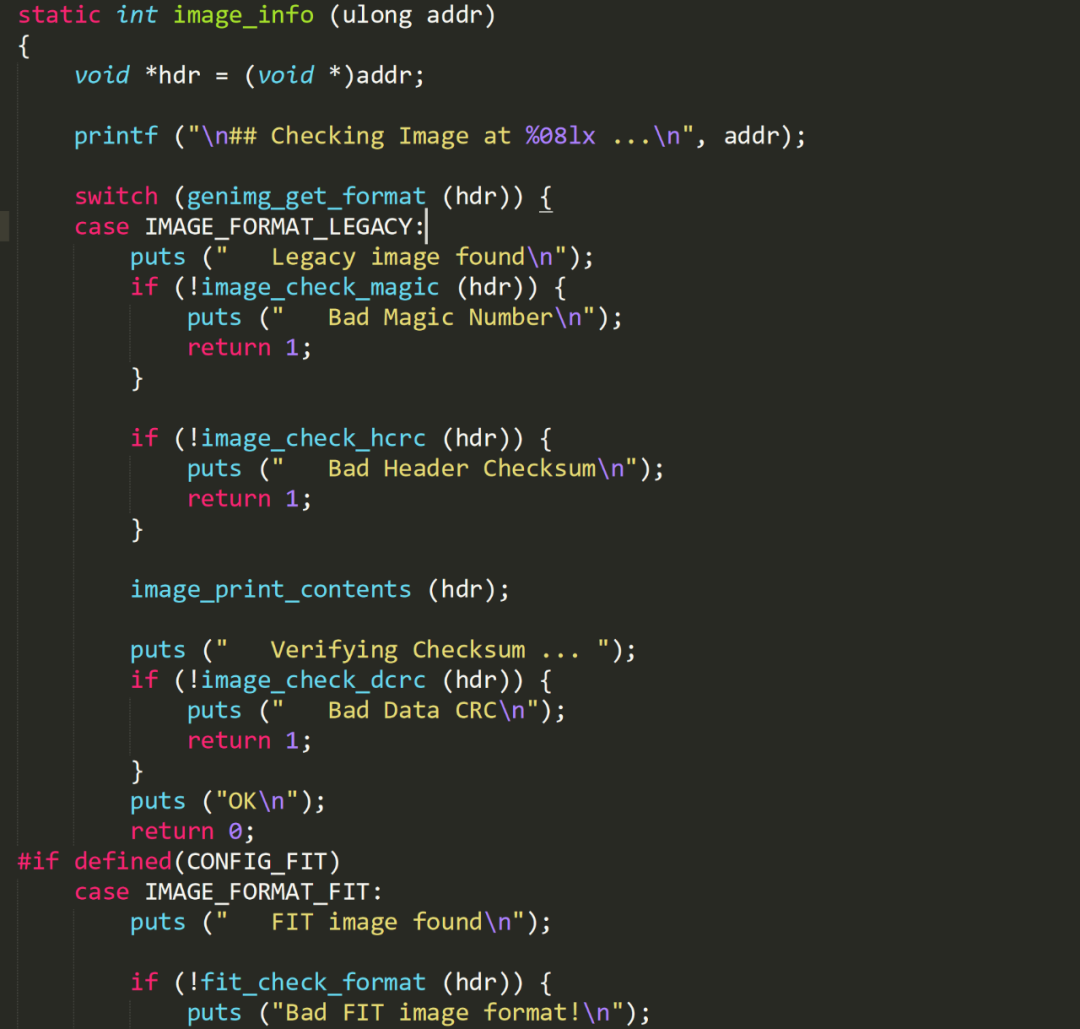 static int image_info (ulong addr)
{
    void *hdr = (void *)addr;

    printf ("\n## Checking Image at %08lx ...\n", addr);

    switch (genimg_get_format (hdr)) {
    case IMAGE_FORMAT_LEGACY:
        puts ("   Legacy image found\n");
        if (!image_check_magic (hdr)) {
            puts ("   Bad Magic Number\n");
            return 1;
        }

        if (!image_check_hcrc (hdr)) {
            puts ("   Bad Header Checksum\n");
            return 1;
        }

        image_print_contents (hdr);

        puts ("   Verifying Checksum ... ");
        if (!image_check_dcrc (hdr)) {
            puts ("   Bad Data CRC\n");
            return 1;
        }
        puts ("OK\n");
        return 0;
#if defined(CONFIG_FIT)
    case IMAGE_FORMAT_FIT:
        puts ("   FIT image found\n");

        if (!fit_check_format (hdr)) {
            puts ("Bad FIT image format!\n");